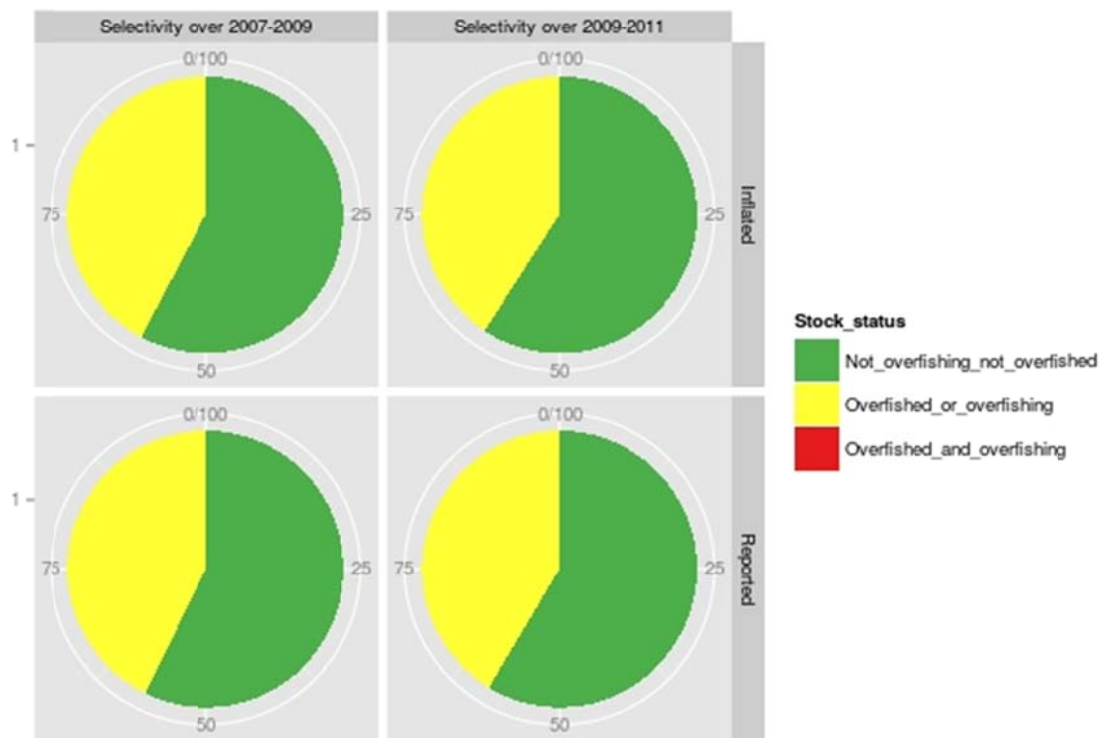 Selectivity over 2007-2009
Selectivity over 2009-2011
0/100
0/100
1
75
25
75
25
Inflated
50
50
0/100
0/100
1
75
25
75
25
Reported
50
50
Stock_status
Not_overfishing_not_overfished
Overfished_or_overfishing
Overfished_and_overfishing